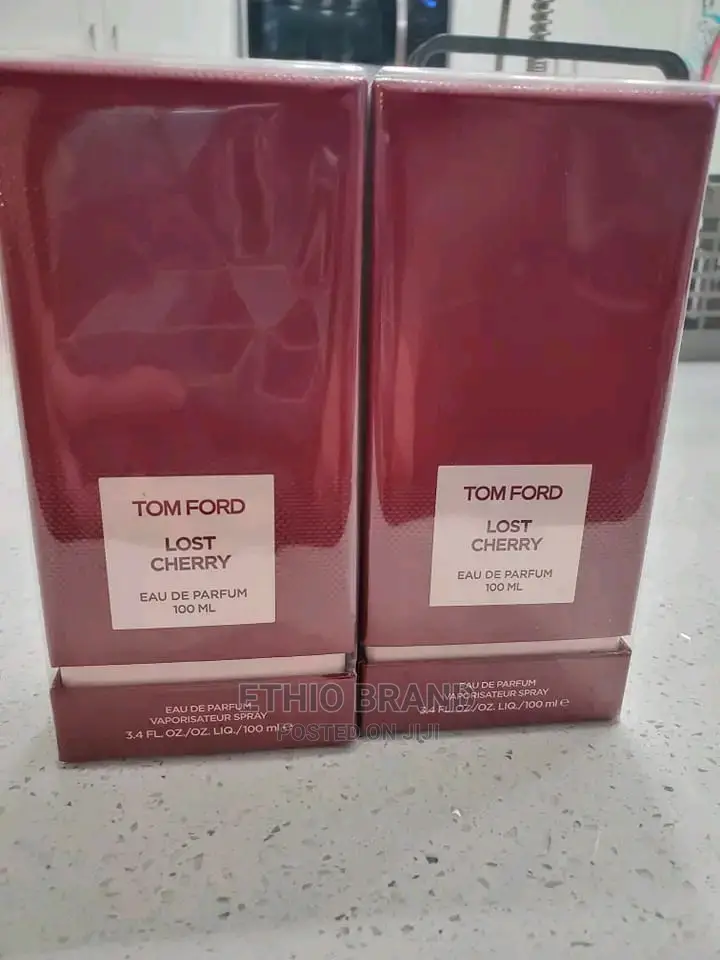 TOM FORD
LOST
CHERRY
EAU DE PARFUM
100 ML
EAU DE PARFUM
VAPORISATEUR SPRAY
3.4 FL. OZ./OZ. LIQ./100 ml ℮
TOM FORD
LOST
CHERRY
EAU DE PARFUM
100 ML
EAU DE PARFUM
VAPORISATEUR SPRAY
3.4 FL. OZ./OZ. LIQ./100 ml ℮
ETHIO BRAND
POSTED ON JIJI